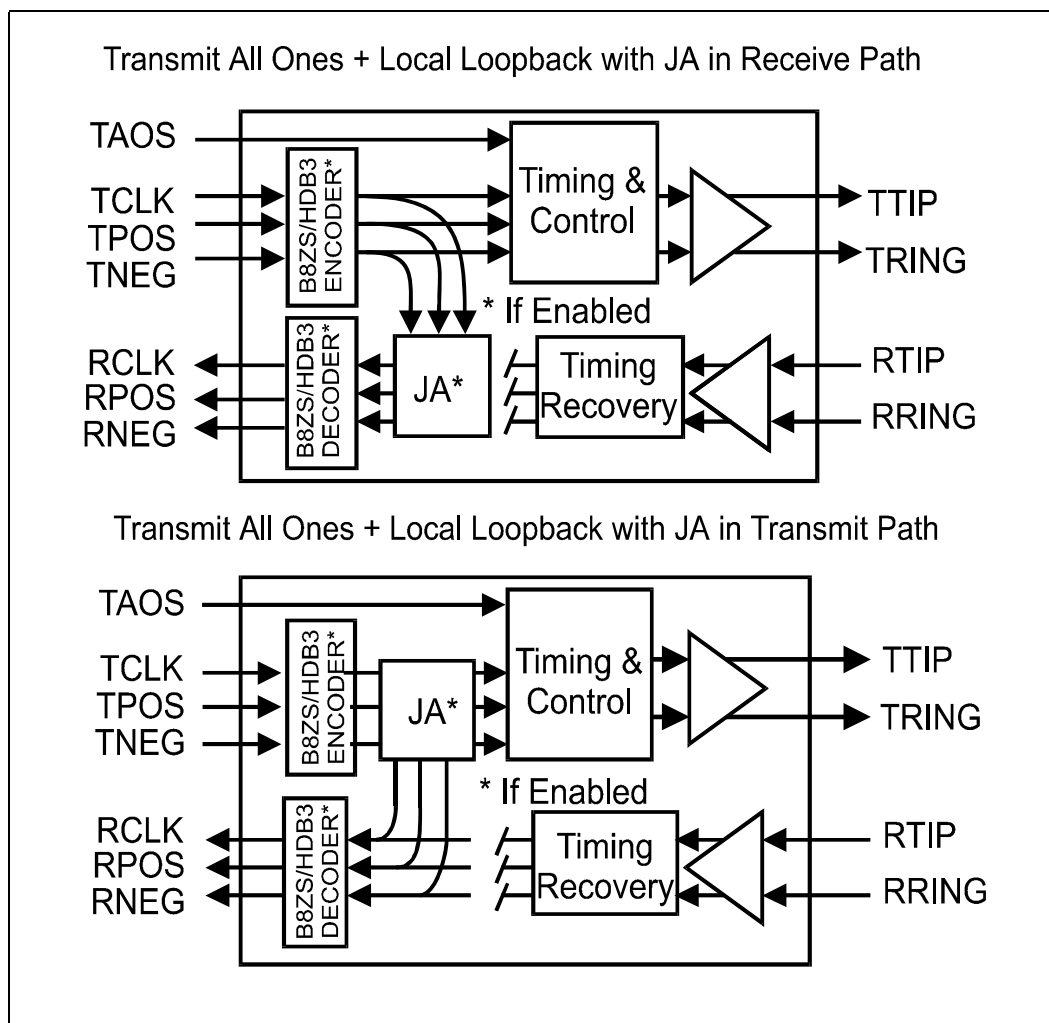 Transmit All Ones + Local Loopback with JA in Receive Path
TAOS
TCLK
TPOS
TNEG
B8ZS/HDB3
ENCODER*
Timing &
Control
TTIP
TRING
* If Enabled
RCLK
RPOS
RNEG
B8ZS/HDB3
DECODER*
JA*
Timing
Recovery
RTIP
RRING
Transmit All Ones + Local Loopback with JA in Transmit Path
TAOS
TCLK
TPOS
TNEG
B8ZS/HDB3
ENCODER*
JA*
Timing &
Control
TTIP
TRING
* If Enabled
RCLK
RPOS
RNEG
B8ZS/HDB3
DECODER*
Timing
Recovery
RTIP
RRING